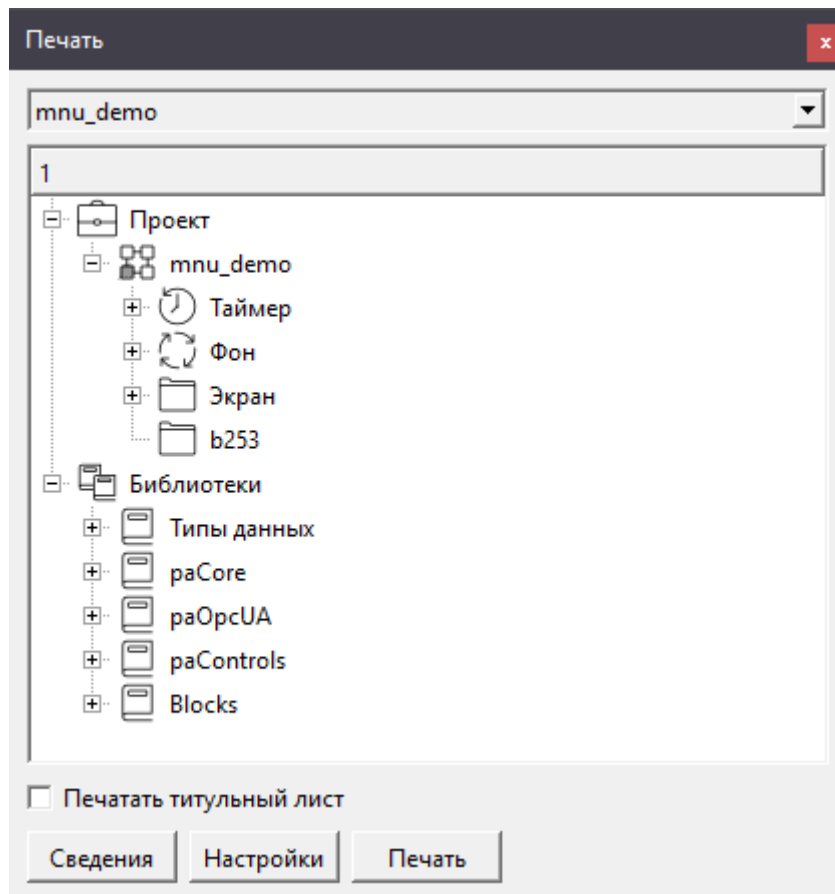 Печать
x
mnu_demo
1
Проект
mnu_demo
Таймер
Фон
Экран
b253
Библиотеки
Типы данных
paCore
paOpcUA
paControls
Blocks
Печатать титульный лист
Сведения Настройки Печать